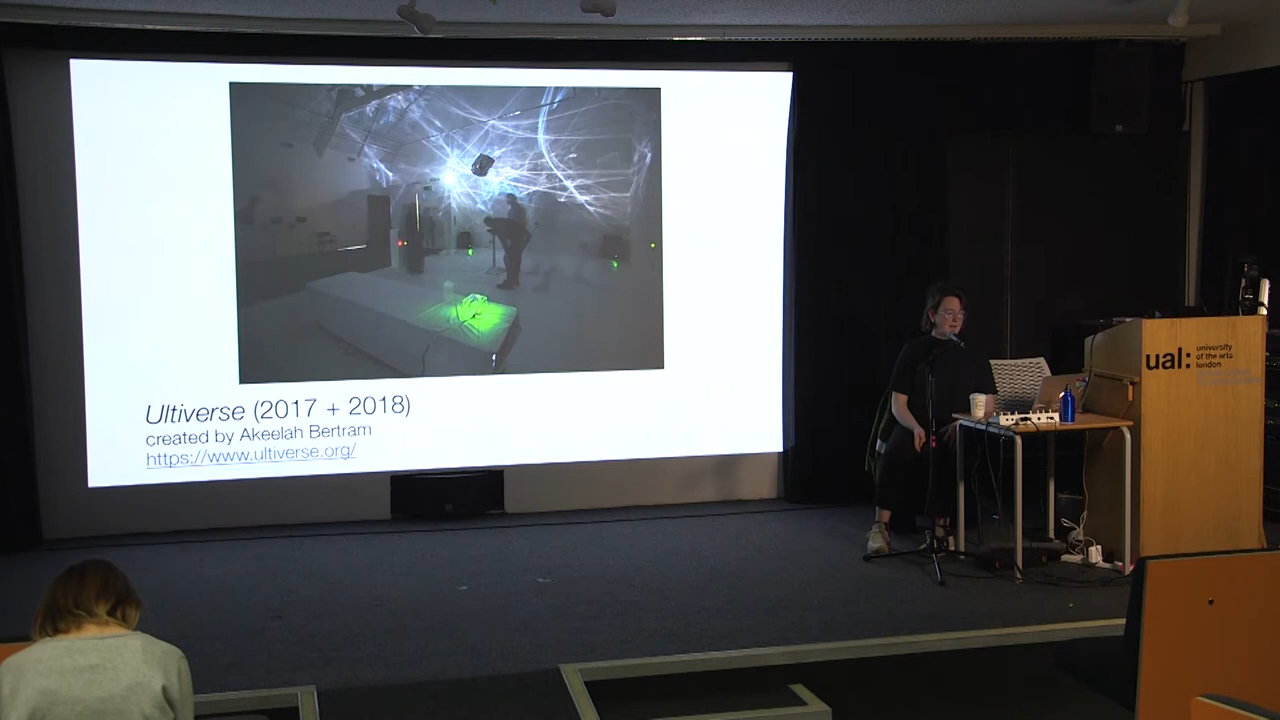 Ultiverse (2017 + 2018)
created by Akeelah Bertram
https://www.ultiverse.org/
ual:
university
of the arts
london